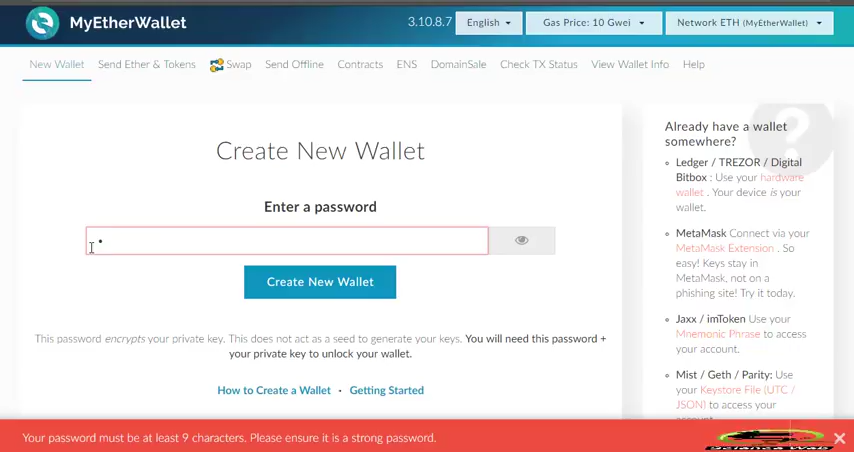 MyEtherWallet
3.10.8.7
English
Gas Price: 10 Gwei
Network ETH (MyEtherWallet)
New Wallet
Send Ether & Tokens
Swap
Send Offline
Contracts
ENS
DomainSale
Check TX Status
View Wallet Info
Help
Create New Wallet
Enter a password
Create New Wallet
This password encrypts your private key. This does not act as a seed to generate your keys. You will need this password +
your private key to unlock your wallet.
How to Create a Wallet · Getting Started
Already have a wallet
somewhere?
Ledger / TREZOR / Digital
Bitbox : Use your hardware
wallet . Your device is your
wallet.
MetaMask Connect via your
MetaMask Extension . So
easy! Keys stay in
MetaMask, not on a
phishing site! Try it today.
Jaxx / imToken Use your
Mnemonic Phrase to access
your account.
Mist / Geth / Parity: Use
your Keystore File (UTC /
JSON) to access your
Your password must be at least 9 characters. Please ensure it is a strong password.